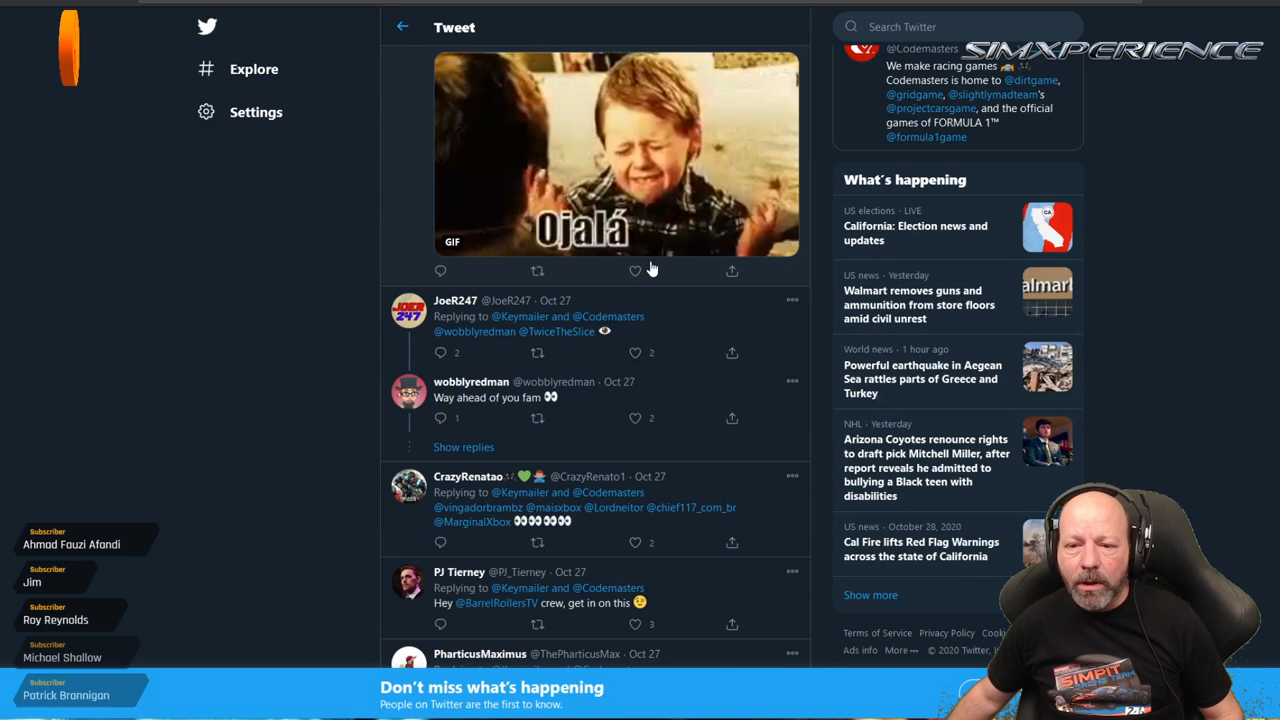 Tweet
Search Twitter
SIMXPERIENCE
Explore
Settings
Ojalá
GIF
JoeR247 @JoeR247 · Oct 27
Replying to @Keymailer and @Codemasters
@wobblyredman @TwiceTheSlice 👁
2
2
wobblyredman @wobblyredman · Oct 27
Way ahead of you fam 👀
1
2
Show replies
CrazyRenatao @CrazyRenato1 · Oct 27
Replying to @Keymailer and @Codemasters
@vingadorbrambz @maisxbox @Lordneitor @chief117_com_br
@MarginalXbox 👀👀👀👀
2
PJ Tierney @PJ_Tierney · Oct 27
Replying to @Keymailer and @Codemasters
Hey @BarrelRollersTV crew, get in on this 😉
3
PharticusMaximus @ThePharticusMax · Oct 27
@Codemasters
We make racing games
Codemasters is home to @dirtgame,
@gridgame, @slightlymadteam's
@projectcarsgame, and the official
games of FORMULA 1™
@formula1game
What's happening
US elections · LIVE
California: Election news and
updates
CA
US news · Yesterday
Walmart removes guns and
ammunition from store floors
amid civil unrest
almar
World news · 1 hour ago
Powerful earthquake in Aegean
Sea rattles parts of Greece and
Turkey
NHL · Yesterday
Arizona Coyotes renounce rights
to draft pick Mitchell Miller, after
report reveals he admitted to
bullying a Black teen with
disabilities
US news · October 28, 2020
Cal Fire lifts Red Flag Warnings
across the state of California
Show more
Terms of Service Privacy Policy
Ads info More © 2020 Twitter,
Subscriber
Ahmad Fauzi Afandi
Subscriber
Jim
Subscriber
Roy Reynolds
Subscriber
Michael Shallow
Subscriber
Patrick Brannigan
Don't miss what's happening
People on Twitter are the first to know.
SIMPIT
RACING TEAM